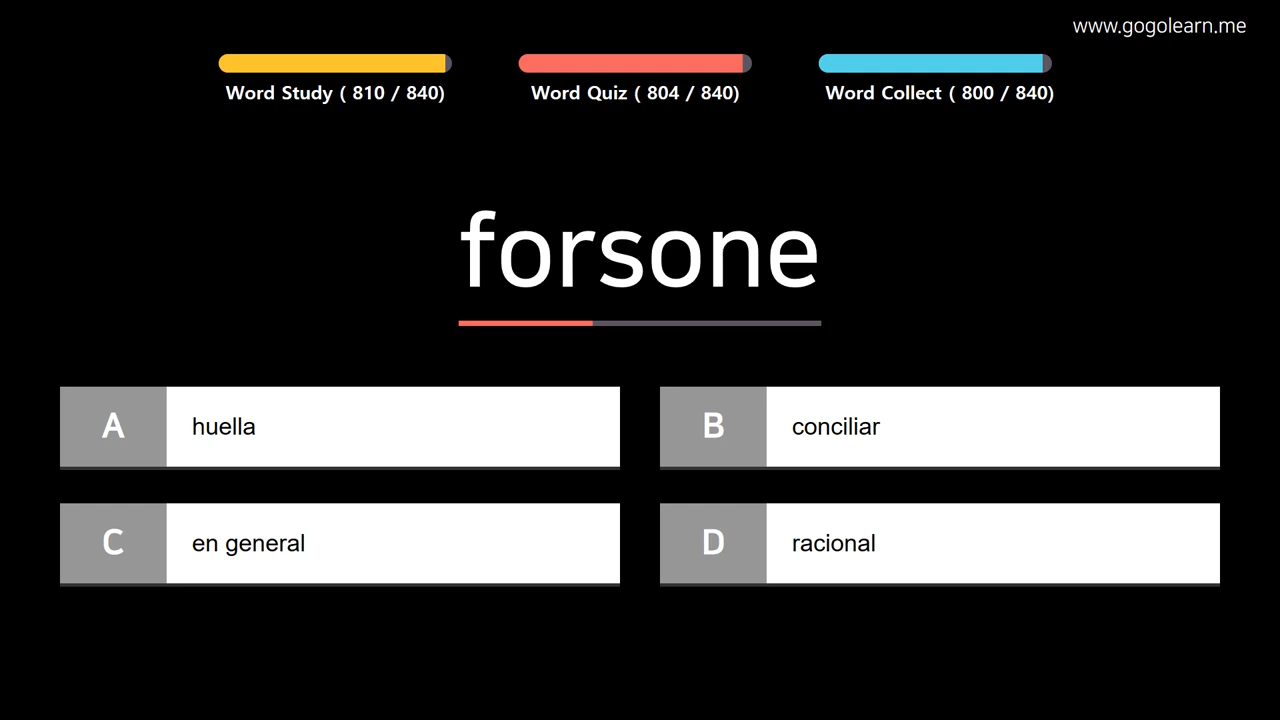 www.gogolearn.me
Word Study ( 810 / 840)
Word Quiz ( 804 / 840)
Word Collect ( 800 / 840)
forsone
A huella
B conciliar
C en general
D racional